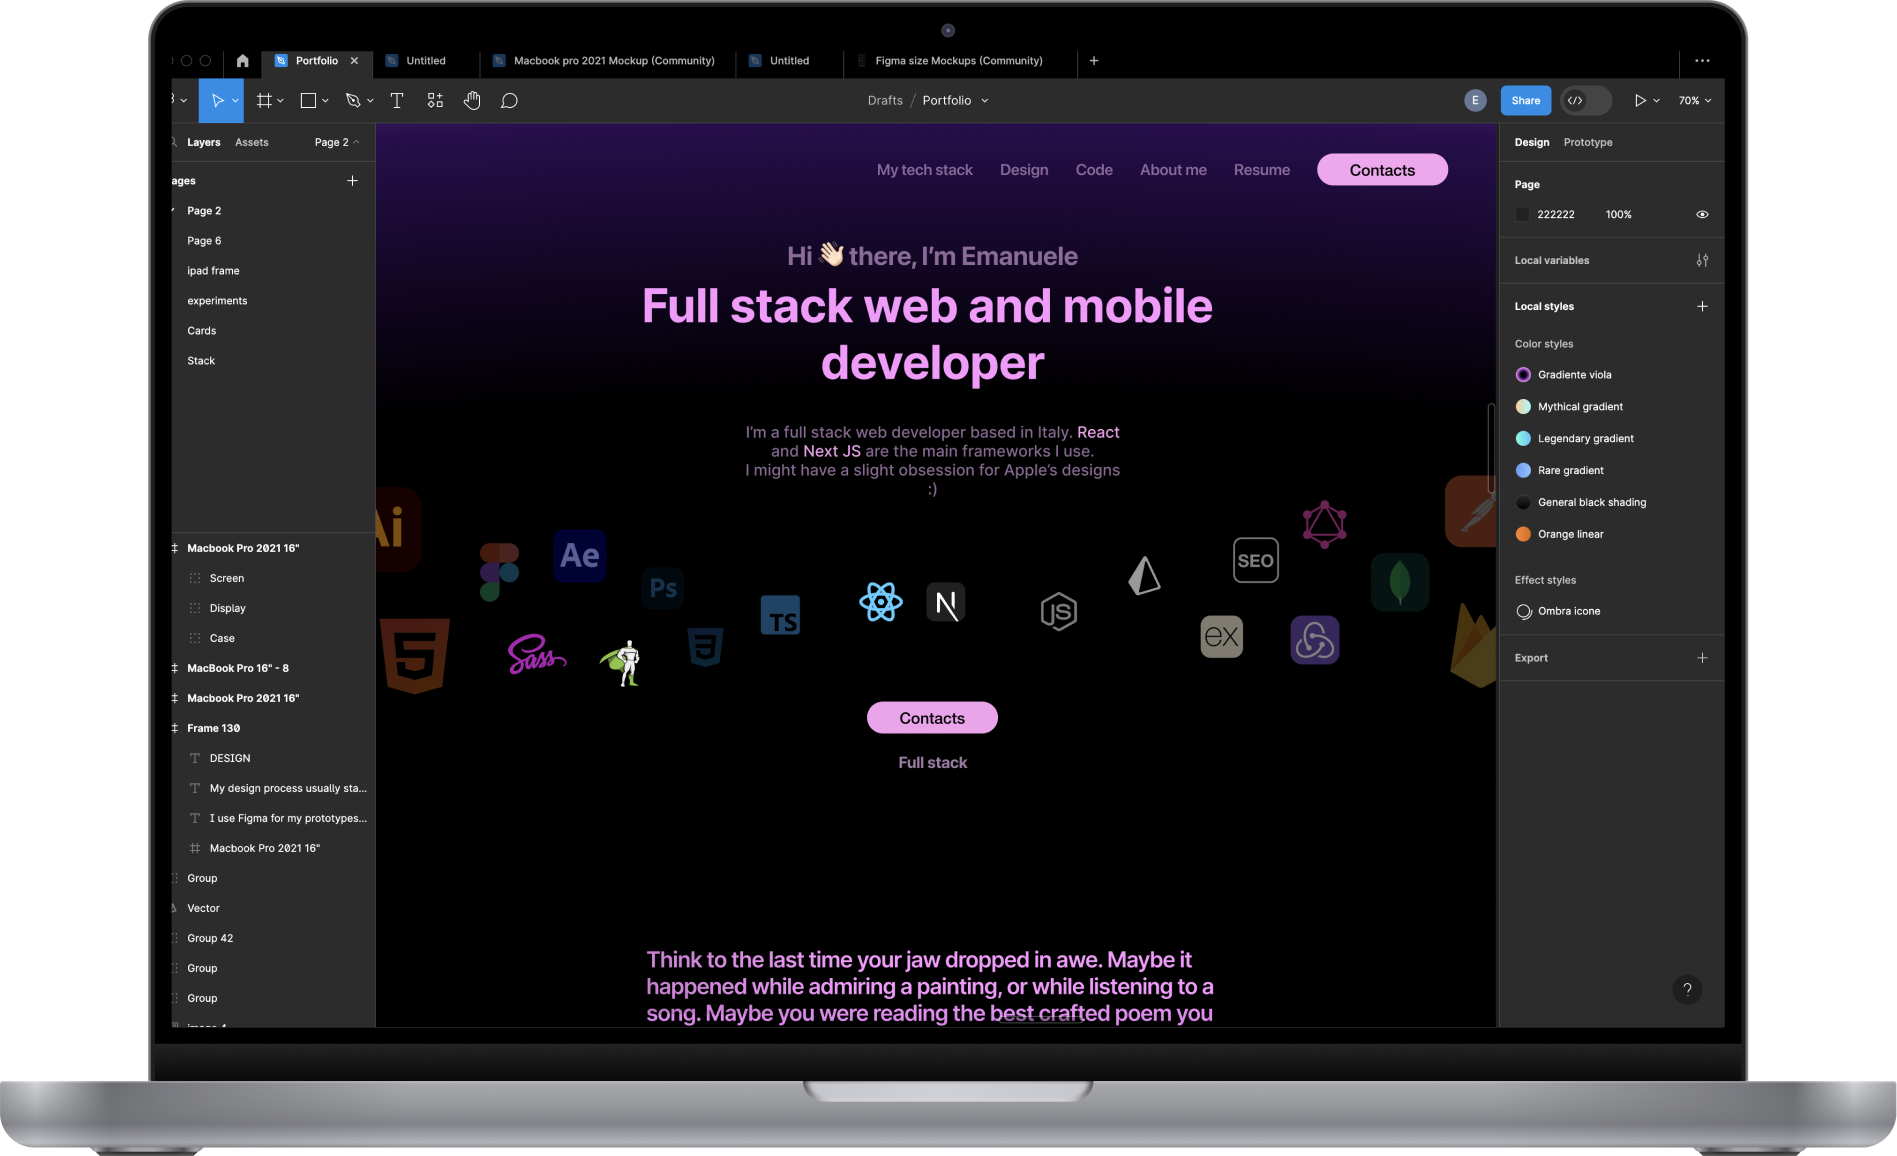 Portfolio
Untitled
Macbook pro 2021 Mockup (Community)
Untitled
Figma size Mockups (Community)
Drafts / Portfolio
E
Share
70%
Layers
Assets
Page 2
ages
Page 2
Page 6
ipad frame
experiments
Cards
Stack
Macbook Pro 2021 16"
Screen
Display
Case
MacBook Pro 16" - 8
Macbook Pro 2021 16"
Frame 130
DESIGN
My design process usually sta...
I use Figma for my prototypes...
Macbook Pro 2021 16"
Group
Vector
Group 42
Group
Group
My tech stack
Design
Code
About me
Resume
Contacts
Hi 👋🏻 there, I'm Emanuele
Full stack web and mobile
developer
I'm a full stack web developer based in Italy. React
and Next JS are the main frameworks I use.
I might have a slight obsession for Apple's designs
:)
Ai
Ae
Ps
TS
N
JS
SEO
ex
5
Sass
3
Contacts
Full stack
Think to the last time your jaw dropped in awe. Maybe it
happened while admiring a painting, or while listening to a
song. Maybe you were reading the best crafted poem you
Design
Prototype
Page
222222
100%
Local variables
Local styles
Color styles
Gradiente viola
Mythical gradient
Legendary gradient
Rare gradient
General black shading
Orange linear
Effect styles
Ombra icone
Export
?